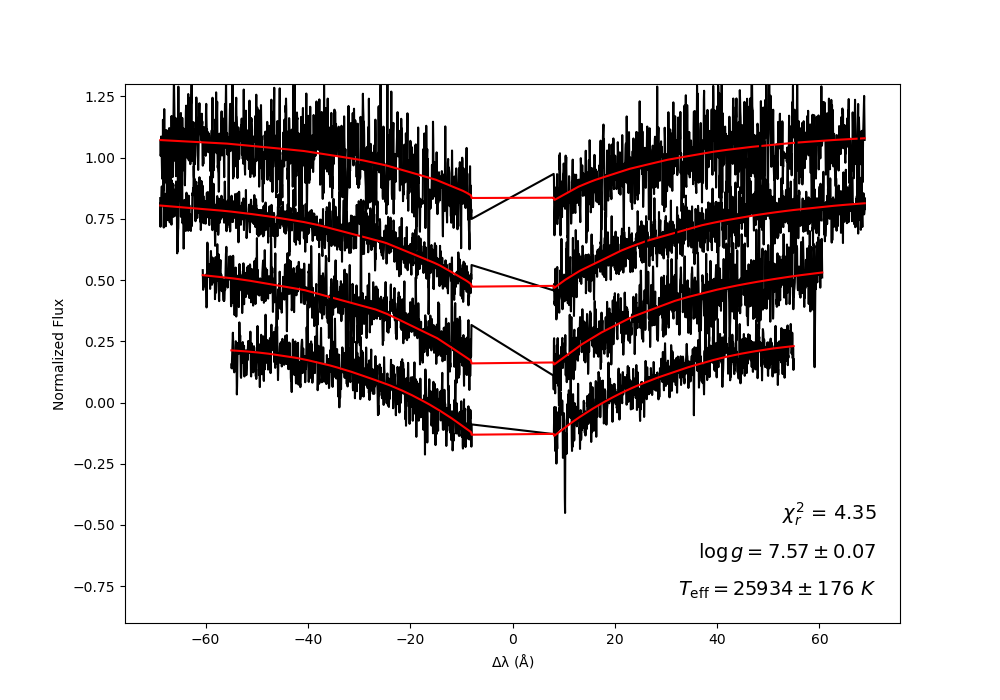 1.25
1.00
0.75
0.50
0.25
0.00
−0.25
−0.50
−0.75
Normalized Flux
χ²ᵣ = 4.35
log g = 7.57 ± 0.07
T_eff = 25934 ± 176 K
−60 −40 −20 0 20 40 60
Δλ (Å)